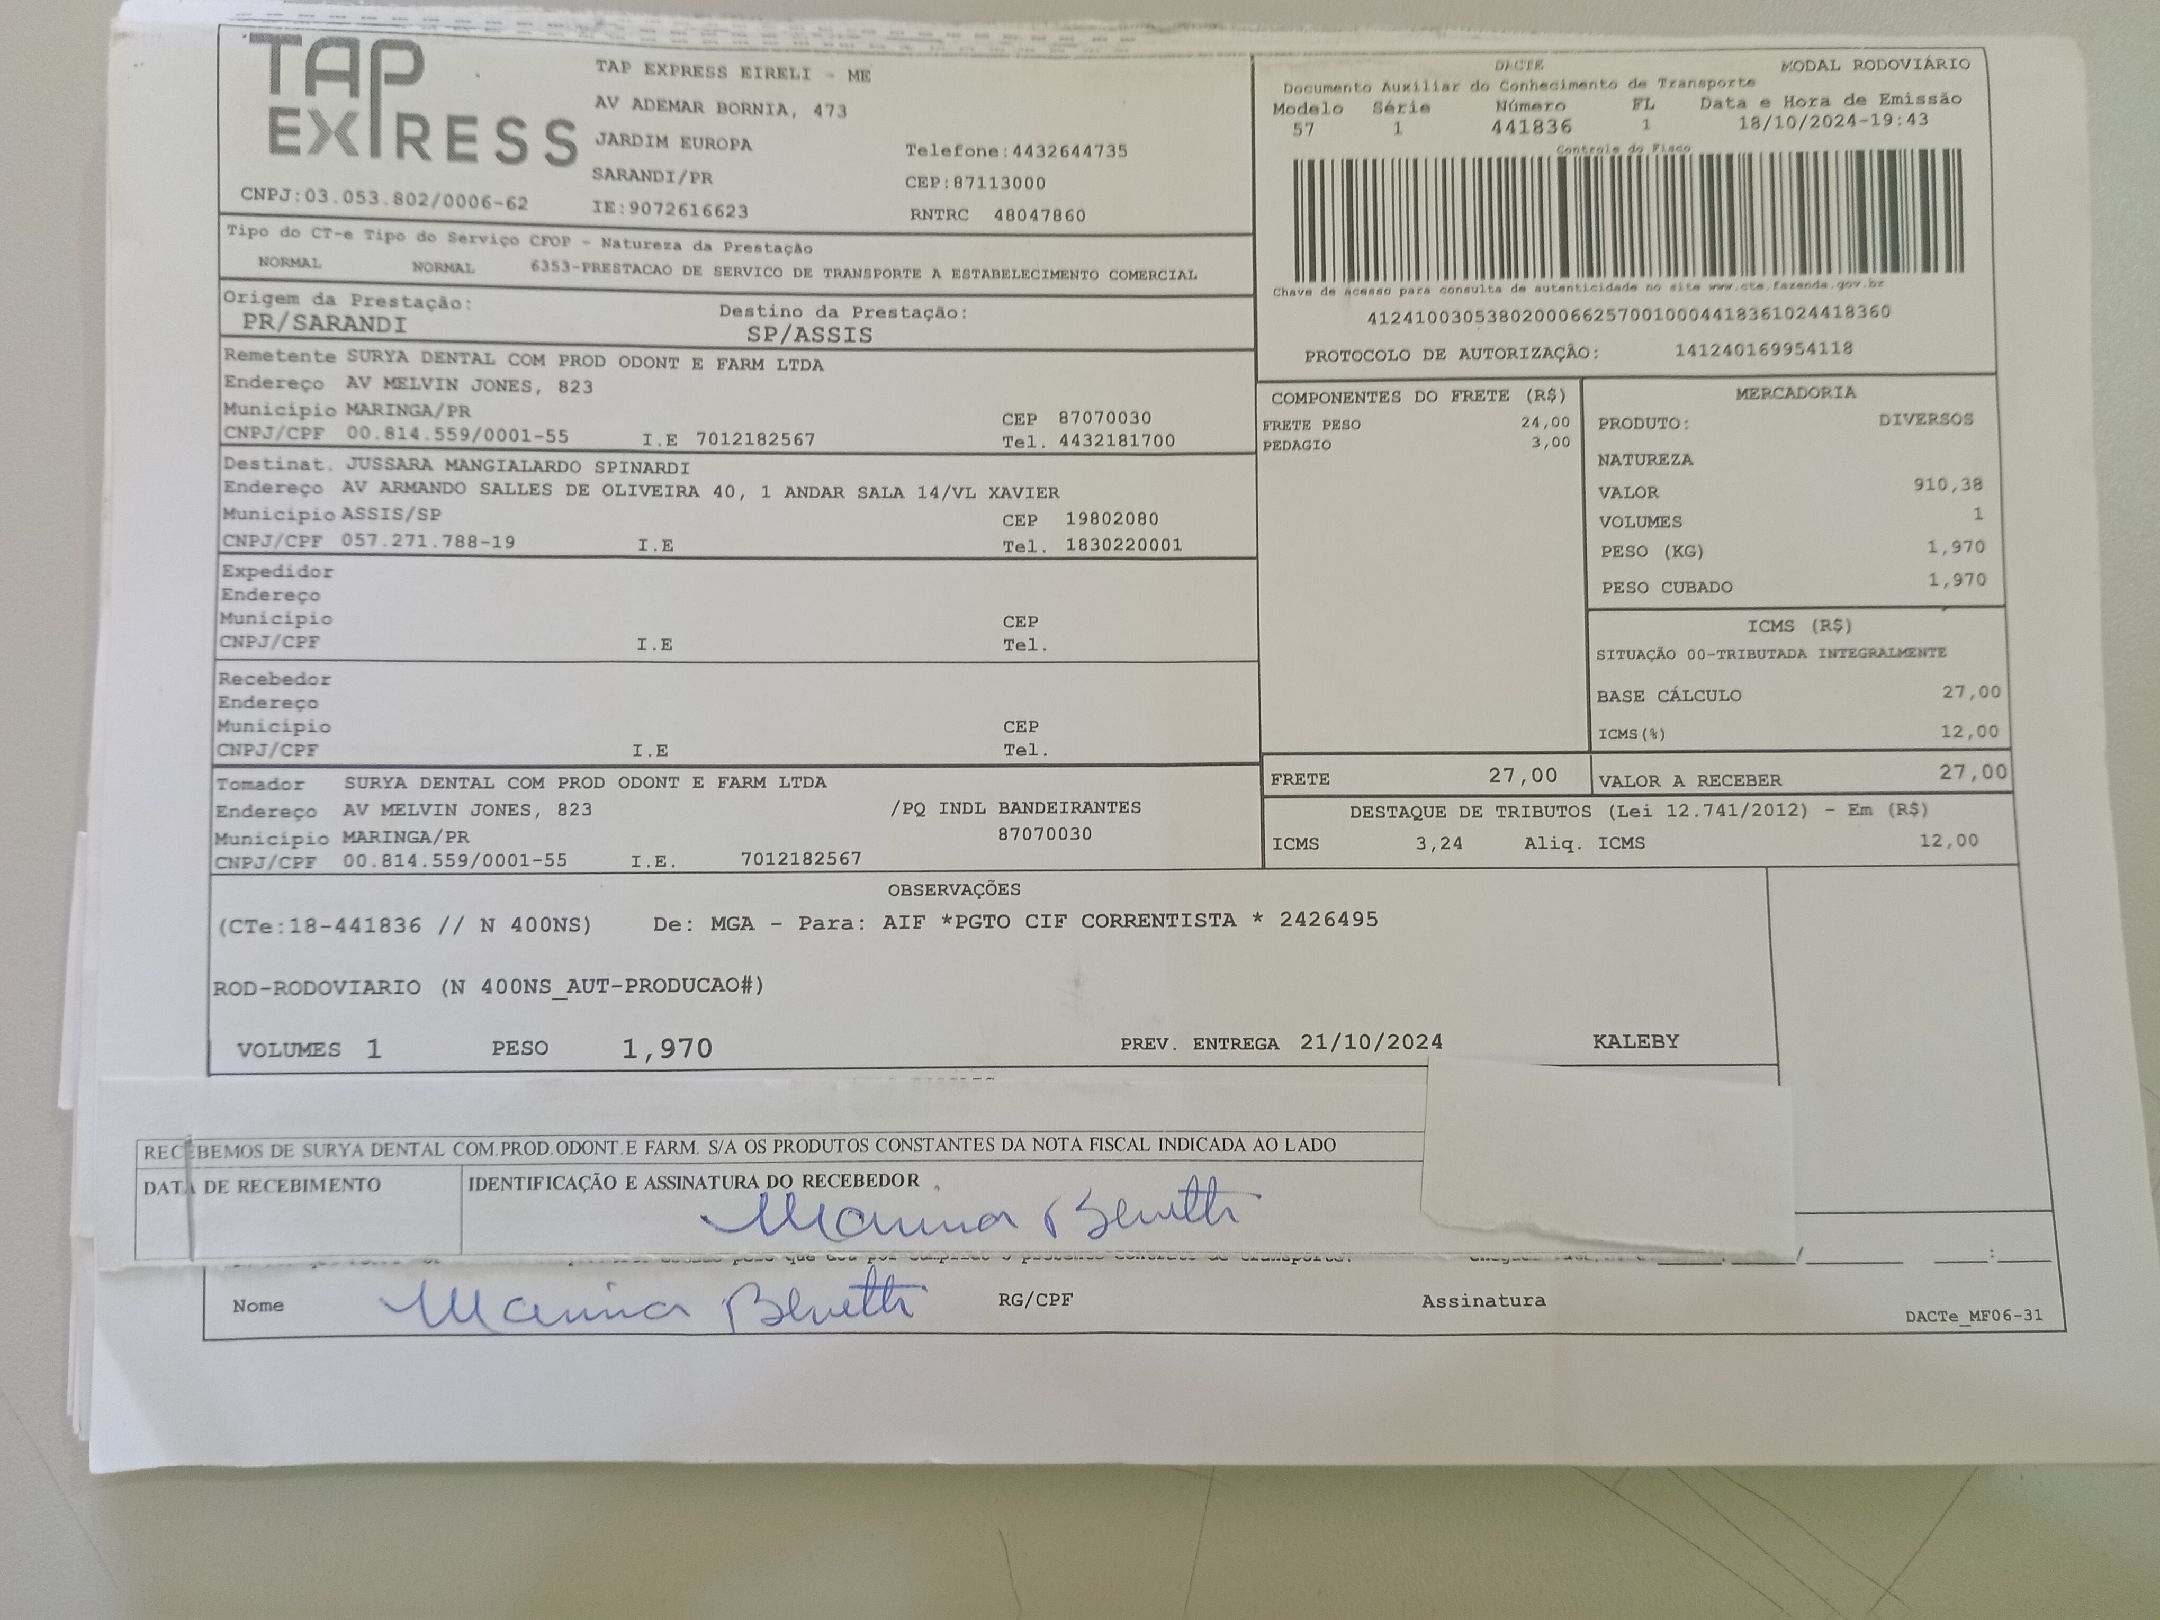 TAP EXPRESS
TAP EXPRESS EIRELI - ME
AV ADEMAR BORNIA, 473
JARDIM EUROPA
Telefone:4432644735
SARANDI/PR
CEP:87113000
CNPJ:03.053.802/0006-62
IE:9072616623
RNTRC 48047860
DACTE
MODAL RODOVIÁRIO
Documento Auxiliar do Conhecimento de Transporte
Modelo Série Número FL Data e Hora de Emissão
57 1 441836 1 18/10/2024-19:43
Controle do Fisco
Chave de acesso para consulta de autenticidade no site www.cte.fazenda.gov.br
41241003053802000662570010004418361024418360
PROTOCOLO DE AUTORIZAÇÃO: 141240169954118
Tipo do CT-e Tipo do Serviço CFOP - Natureza da Prestação
NORMAL NORMAL 6353-PRESTACAO DE SERVICO DE TRANSPORTE A ESTABELECIMENTO COMERCIAL
Origem da Prestação: Destino da Prestação:
PR/SARANDI SP/ASSIS
Remetente SURYA DENTAL COM PROD ODONT E FARM LTDA
Endereço AV MELVIN JONES, 823
Município MARINGA/PR CEP 87070030
CNPJ/CPF 00.814.559/0001-55 I.E 7012182567 Tel. 4432181700
Destinat. JUSSARA MANGIALARDO SPINARDI
Endereço AV ARMANDO SALLES DE OLIVEIRA 40, 1 ANDAR SALA 14/VL XAVIER
Município ASSIS/SP CEP 19802080
CNPJ/CPF 057.271.788-19 I.E Tel. 1830220001
Expedidor
Endereço
Município CEP
CNPJ/CPF I.E Tel.
Recebedor
Endereço
Município CEP
CNPJ/CPF I.E Tel.
Tomador SURYA DENTAL COM PROD ODONT E FARM LTDA
Endereço AV MELVIN JONES, 823 /PQ INDL BANDEIRANTES
Município MARINGA/PR 87070030
CNPJ/CPF 00.814.559/0001-55 I.E. 7012182567
COMPONENTES DO FRETE (R$)
FRETE PESO 24,00
PEDAGIO 3,00
MERCADORIA
PRODUTO: DIVERSOS
NATUREZA
VALOR 910,38
VOLUMES 1
PESO (KG) 1,970
PESO CUBADO 1,970
ICMS (R$)
SITUAÇÃO 00-TRIBUTADA INTEGRALMENTE
BASE CÁLCULO 27,00
ICMS(%) 12,00
FRETE 27,00 VALOR A RECEBER 27,00
DESTAQUE DE TRIBUTOS (Lei 12.741/2012) - Em (R$)
ICMS 3,24 Aliq. ICMS 12,00
OBSERVAÇÕES
(CTe:18-441836 // N 400NS) De: MGA - Para: AIF *PGTO CIF CORRENTISTA * 2426495
ROD-RODOVIARIO (N 400NS_AUT-PRODUCAO#)
VOLUMES 1 PESO 1,970 PREV. ENTREGA 21/10/2024 KALEBY
RECEBEMOS DE SURYA DENTAL COM.PROD.ODONT.E FARM. S/A OS PRODUTOS CONSTANTES DA NOTA FISCAL INDICADA AO LADO
DATA DE RECEBIMENTO IDENTIFICAÇÃO E ASSINATURA DO RECEBEDOR
Marina Benetti
Nome Marina Benetti RG/CPF Assinatura
DACTe_MF06-31